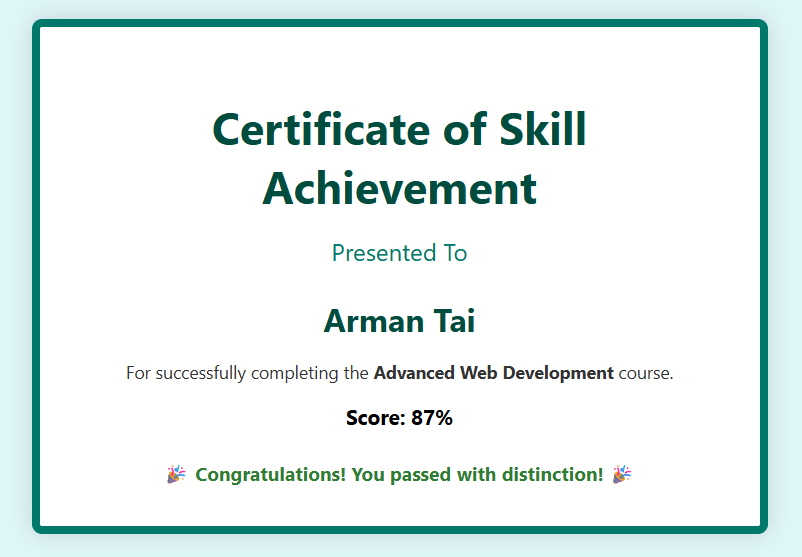 Certificate of Skill
Achievement
Presented To
Arman Tai
For successfully completing the Advanced Web Development course.
Score: 87%
🎉 Congratulations! You passed with distinction! 🎉